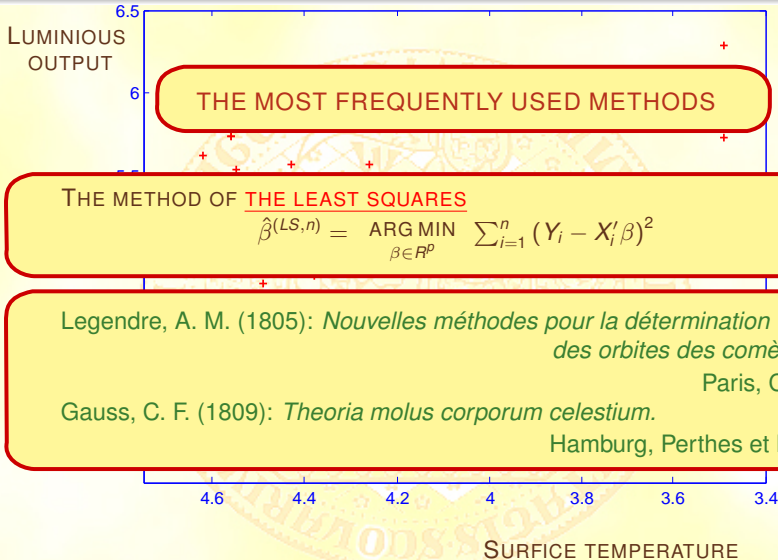 LUMINIOUS
OUTPUT
6.5
6
THE MOST FREQUENTLY USED METHODS
THE METHOD OF THE LEAST SQUARES
β̂^(LS,n) = ARG MIN β∈R^p ∑_{i=1}^n (Y_i − X_i′β)^2
Legendre, A. M. (1805): Nouvelles méthodes pour la détermination
des orbites des comè
Paris,
Gauss, C. F. (1809): Theoria molus corporum celestium.
Hamburg, Perthes et
4.6 4.4 4.2 4 3.8 3.6 3.4
SURFICE TEMPERATURE